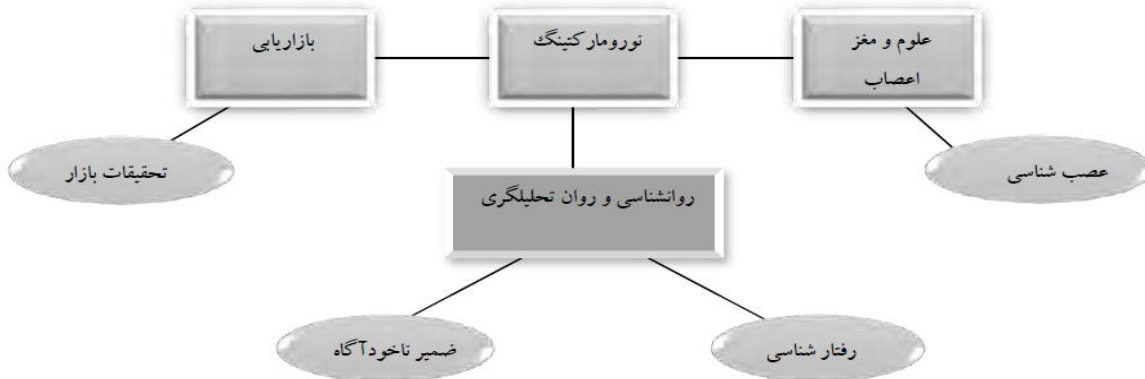 علوم و مغز
اعصاب
نورومارکتینگ
بازاریابی
عصب شناسی
تحقیقات بازار
روانشناسی و روان تحلیلگری
رفتار شناسی
ضمیر ناخودآگاه